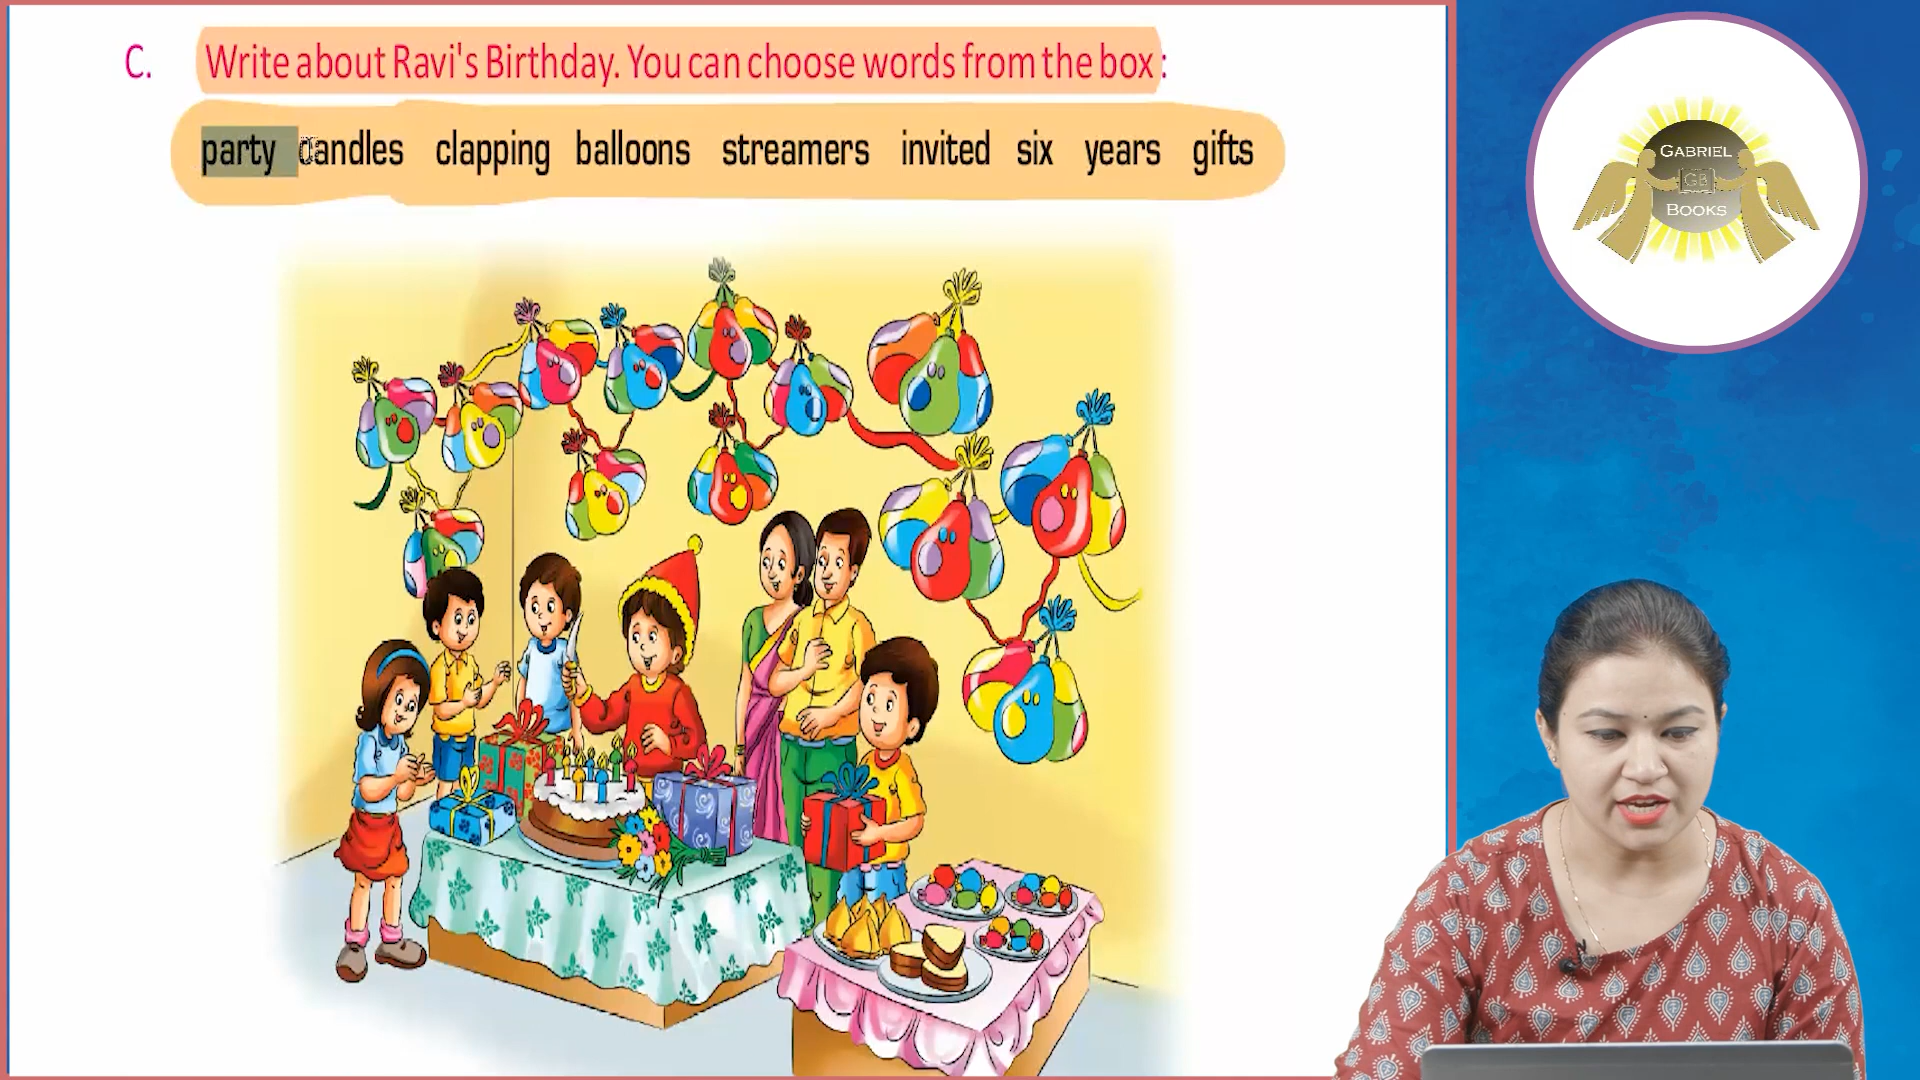 C. Write about Ravi's Birthday. You can choose words from the box :
party candles clapping balloons streamers invited six years gifts
GABRIEL
GB
BOOKS